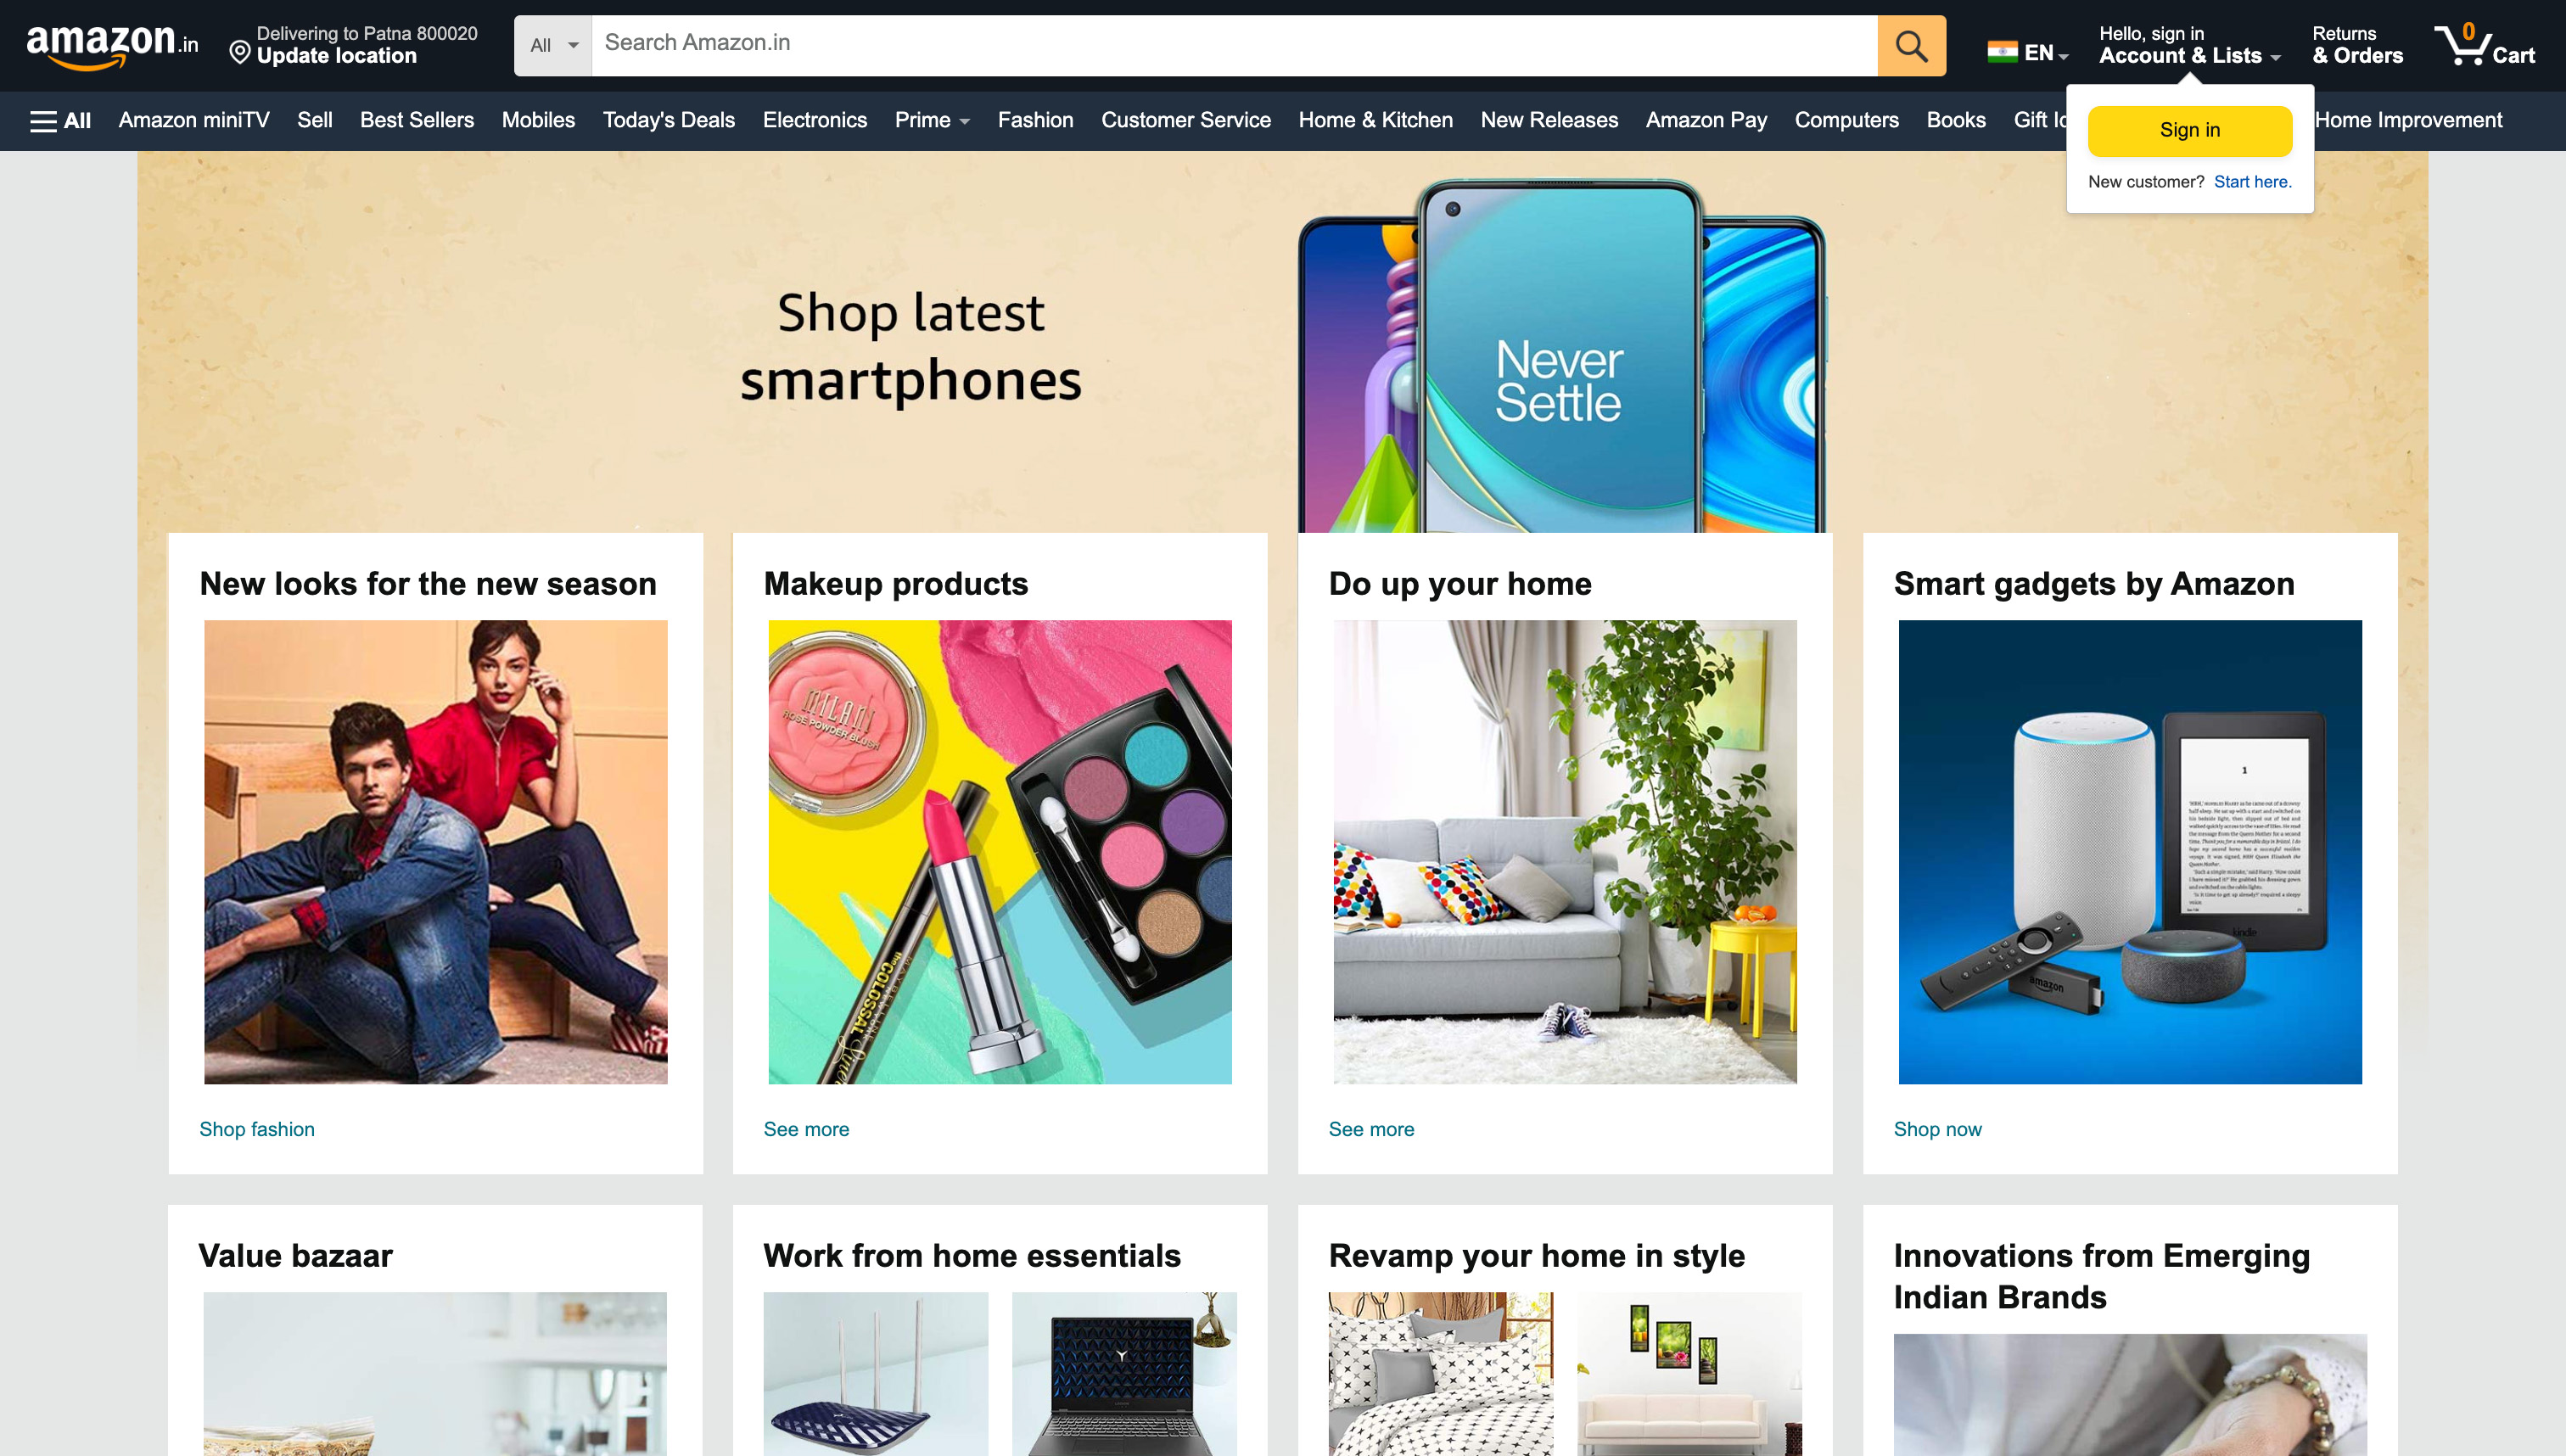 amazon.in
Delivering to Patna 800020
Update location
All
Search Amazon.in
EN
Hello, sign in
Account & Lists
Returns
& Orders
0
Cart
All
Amazon miniTV
Sell
Best Sellers
Mobiles
Today's Deals
Electronics
Prime
Fashion
Customer Service
Home & Kitchen
New Releases
Amazon Pay
Computers
Books
Gift
Home Improvement
Sign in
New customer? Start here.
Shop latest
smartphones
Never
Settle
New looks for the new season
Makeup products
Do up your home
Smart gadgets by Amazon
MILANI
ROSE POWDER BLUSH
MAYBELLINE
the COLOSSAL
Liner
1
kindle
amazon
Shop fashion
See more
See more
Shop now
Value bazaar
Work from home essentials
Revamp your home in style
Innovations from Emerging
Indian Brands